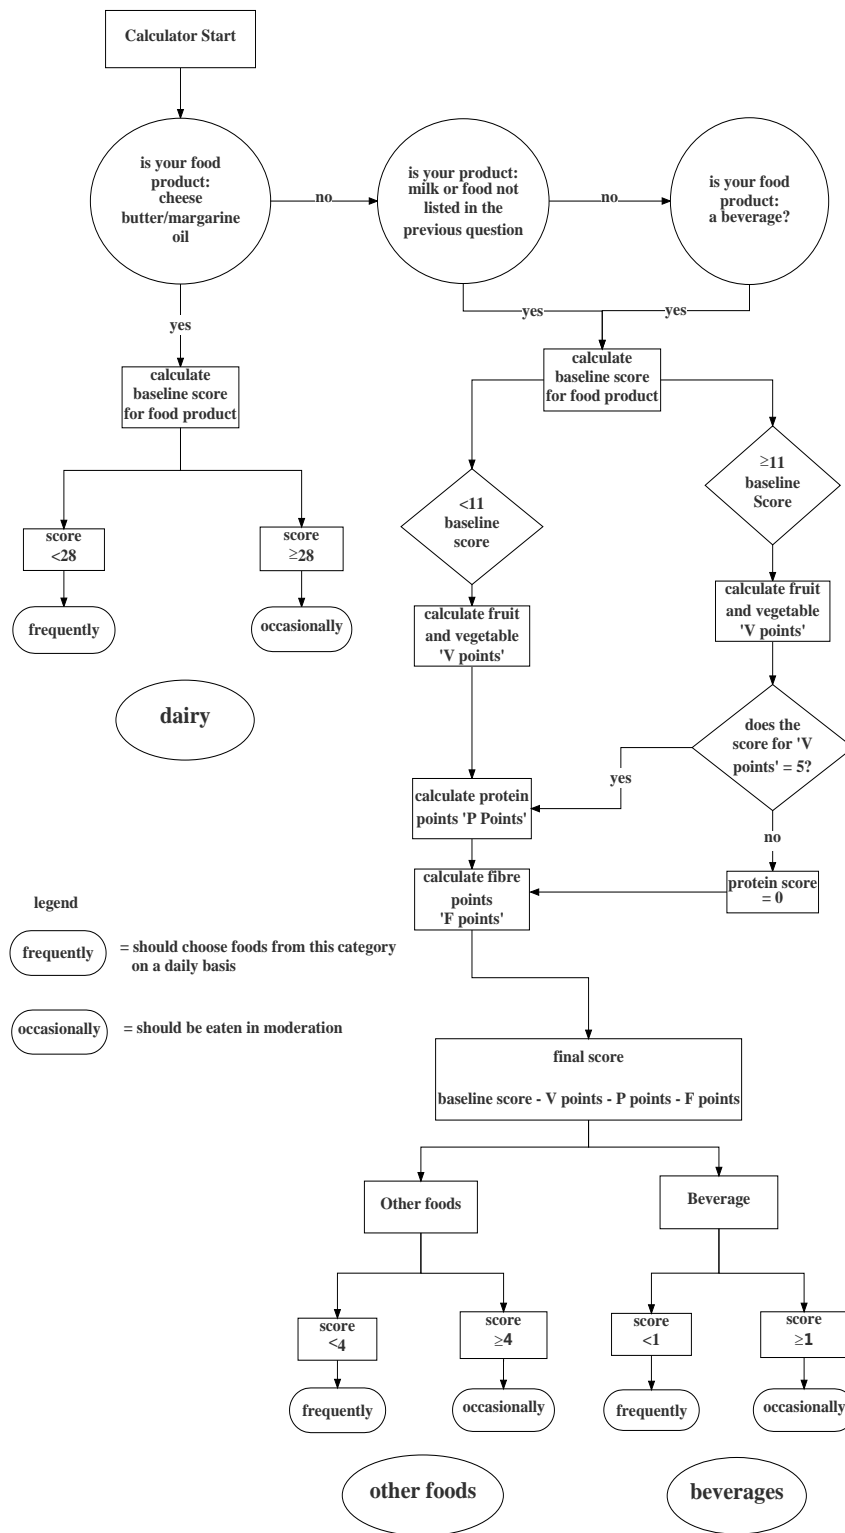 Calculator Start
is your food
product:
cheese
butter/margarine
oil
no
is your product:
milk or food not
listed in the
previous question
no
is your food
product:
a beverage?
yes
yes
yes
calculate
baseline score
for food product
calculate
baseline score
for food product
<11
baseline
score
≥11
baseline
Score
score
<28
score
≥28
frequently
occasionally
dairy
calculate fruit
and vegetable
'V points'
calculate fruit
and vegetable
'V points'
does the
score for 'V
points' = 5?
yes
no
calculate protein
points 'P Points'
protein score
= 0
calculate fibre
points
'F points'
legend
frequently
= should choose foods from this category
on a daily basis
occasionally
= should be eaten in moderation
final score
baseline score - V points - P points - F points
Other foods
Beverage
score
<4
score
≥4
score
<1
score
≥1
frequently
occasionally
frequently
occasionally
other foods
beverages